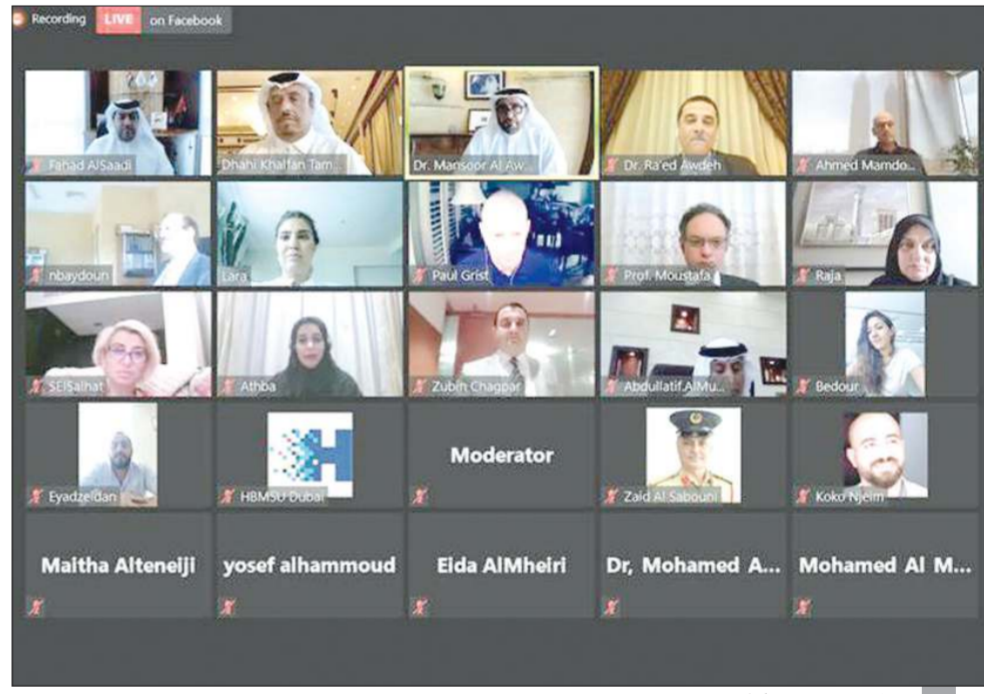 Recording LIVE on Facebook
Fahad AlSaadi
Dhahi Khalfan Tam...
Dr. Mansoor Al Aw...
Dr. Ra'ed Awdeh
Ahmed Mamdo...
nbaydoun
Lara
Paul Grist
Prof. Moustafa
Raja
SElSalhat
Athba
Zubin Chagpar
Abdullatif.AlMu...
Bedour
Eyadzeidan
HBMSU Dubai
Moderator
Zaid Al Sabouni
Koko Njeim
Maitha Alteneiji
yosef alhammoud
Eida AlMheiri
Dr, Mohamed A...
Mohamed Al M...